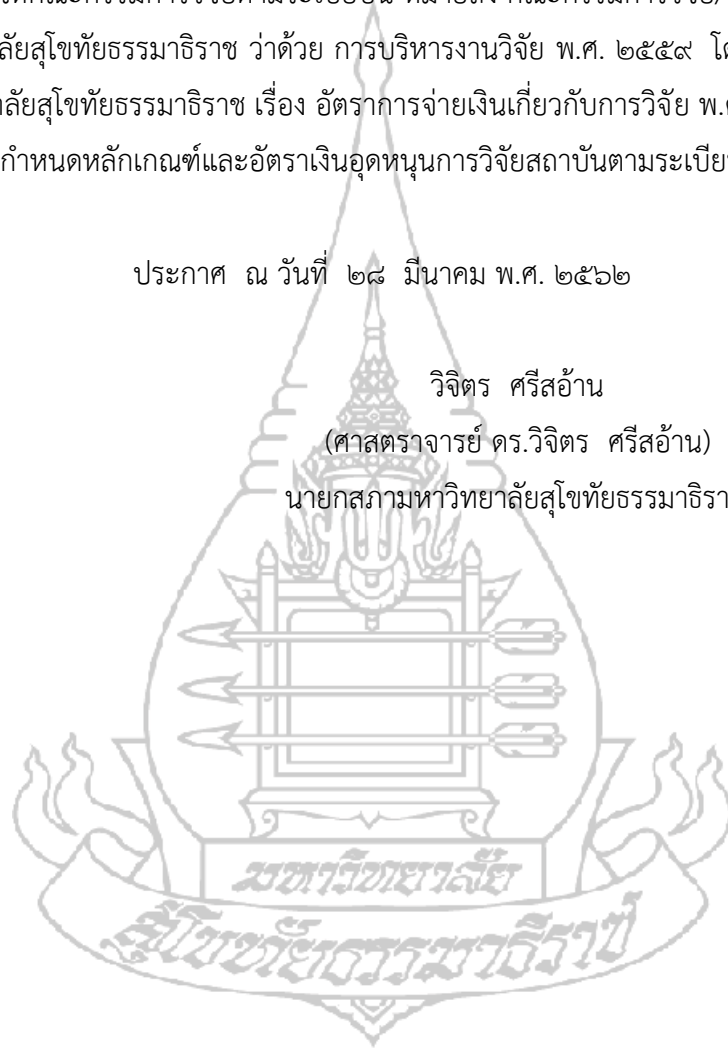 ลัยสุโขทัยธรรมาธิราช ว่าด้วย การบริหารงานวิจัย พ.ศ. ๒๕๕๙
ลัยสุโขทัยธรรมาธิราช เรื่อง อัตราการจ่ายเงินเกี่ยวกับการวิจัย
กำหนดหลักเกณฑ์และอัตราเงินอุดหนุนการวิจัยสถาบันตามระเบียบ
ประกาศ ณ วันที่ ๒๘ มีนาคม พ.ศ. ๒๕๖๒
วิจิตร ศรีสอ้าน
(ศาสตราจารย์ ดร.วิจิตร ศรีสอ้าน)
นายกสภามหาวิทยาลัยสุโขทัยธรรมาธิรา
มหาวิทยาลัย
สุโขทัยธรรมาธิราช